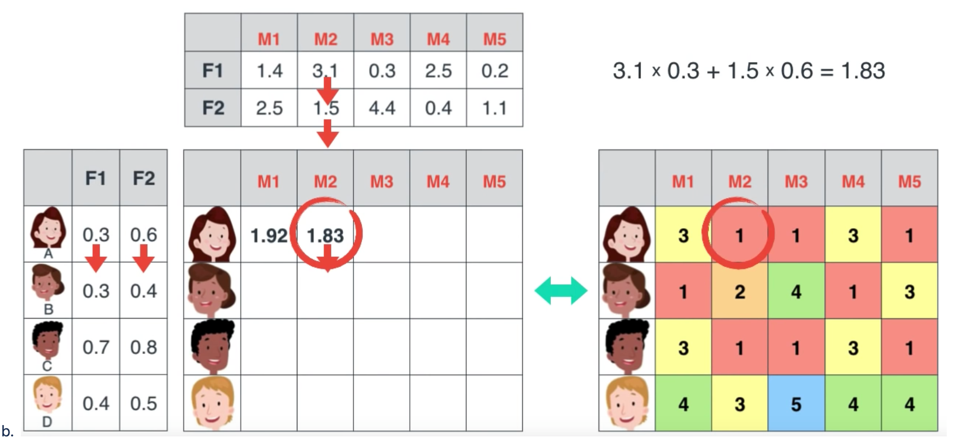 M1 M2 M3 M4 M5
F1 1.4 3.1 0.3 2.5 0.2
F2 2.5 1.5 4.4 0.4 1.1
3.1 × 0.3 + 1.5 × 0.6 = 1.83
F1 F2
A 0.3 0.6
B 0.3 0.4
C 0.7 0.8
D 0.4 0.5
M1 M2 M3 M4 M5
1.92 1.83
M1 M2 M3 M4 M5
3 1 1 3 1
1 2 4 1 3
3 1 1 3 1
4 3 5 4 4
b.